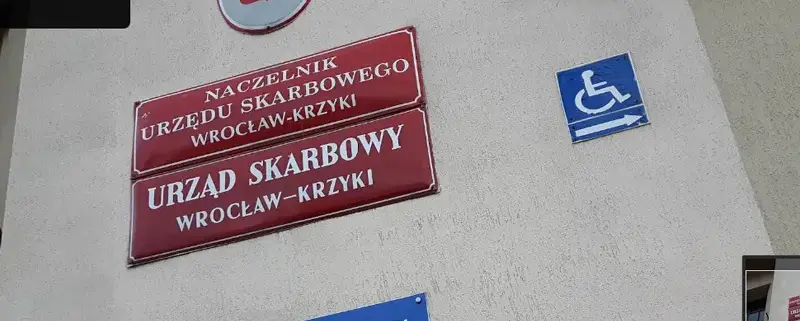 NACZELNIK
URZĘDU SKARBOWEGO
WROCŁAW-KRZYKI
URZĄD SKARBOWY
WROCŁAW–KRZYKI